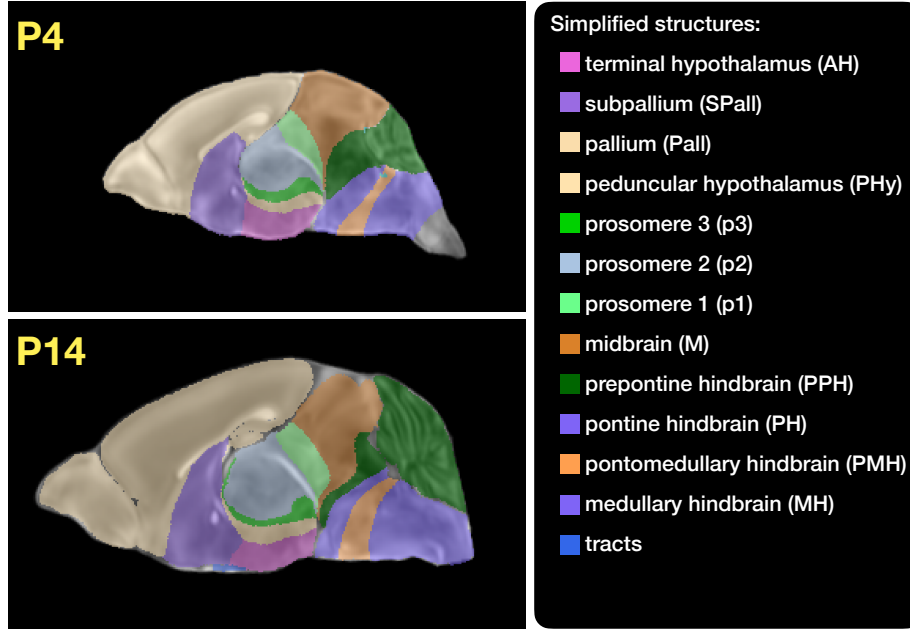 P4
P14
Simplified structures:
terminal hypothalamus (AH)
subpallium (SPall)
pallium (Pall)
peduncular hypothalamus (PHy)
prosomere 3 (p3)
prosomere 2 (p2)
prosomere 1 (p1)
midbrain (M)
prepontine hindbrain (PPH)
pontine hindbrain (PH)
pontomedullary hindbrain (PMH)
medullary hindbrain (MH)
tracts